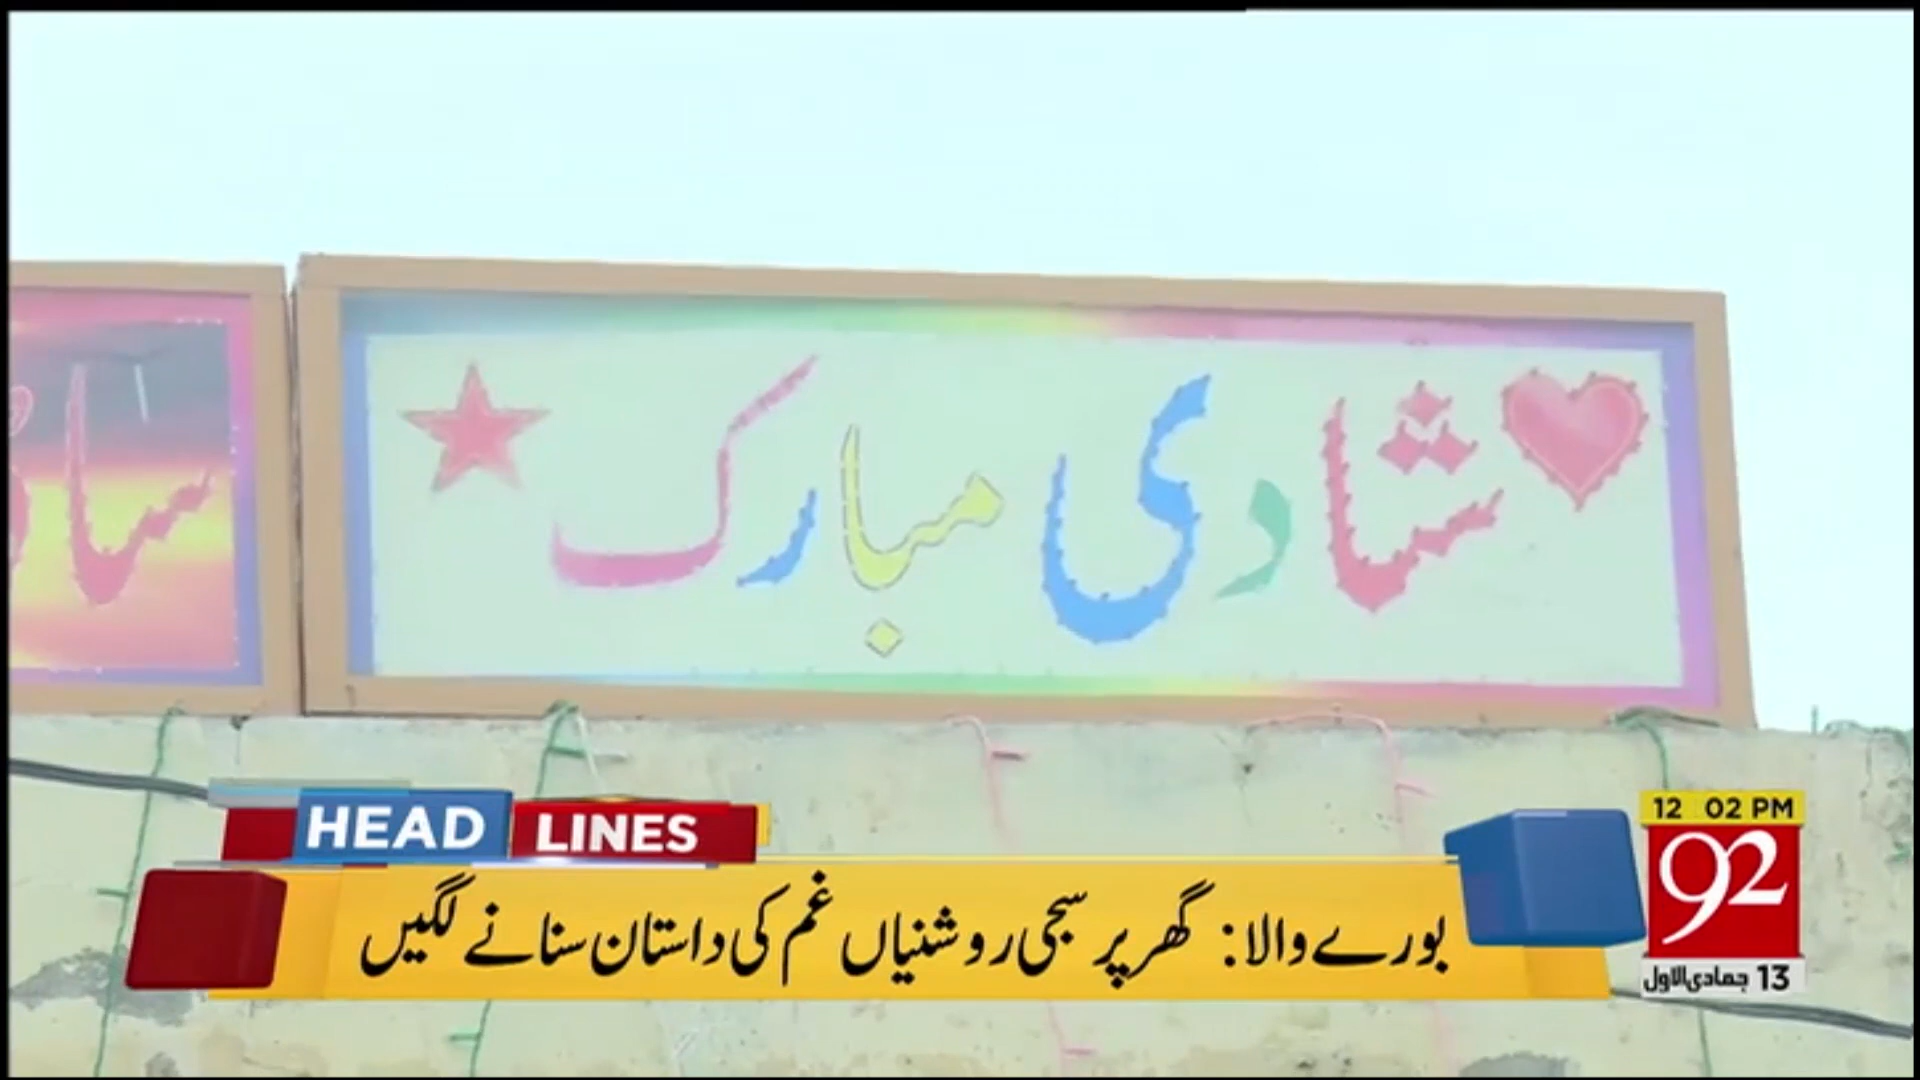 شادی مبارک
HEAD LINES
بورے والا: گھر پر سجی روشنیاں غم کی داستان سنانے لگیں
12 02 PM
92
13 جمادی الاول